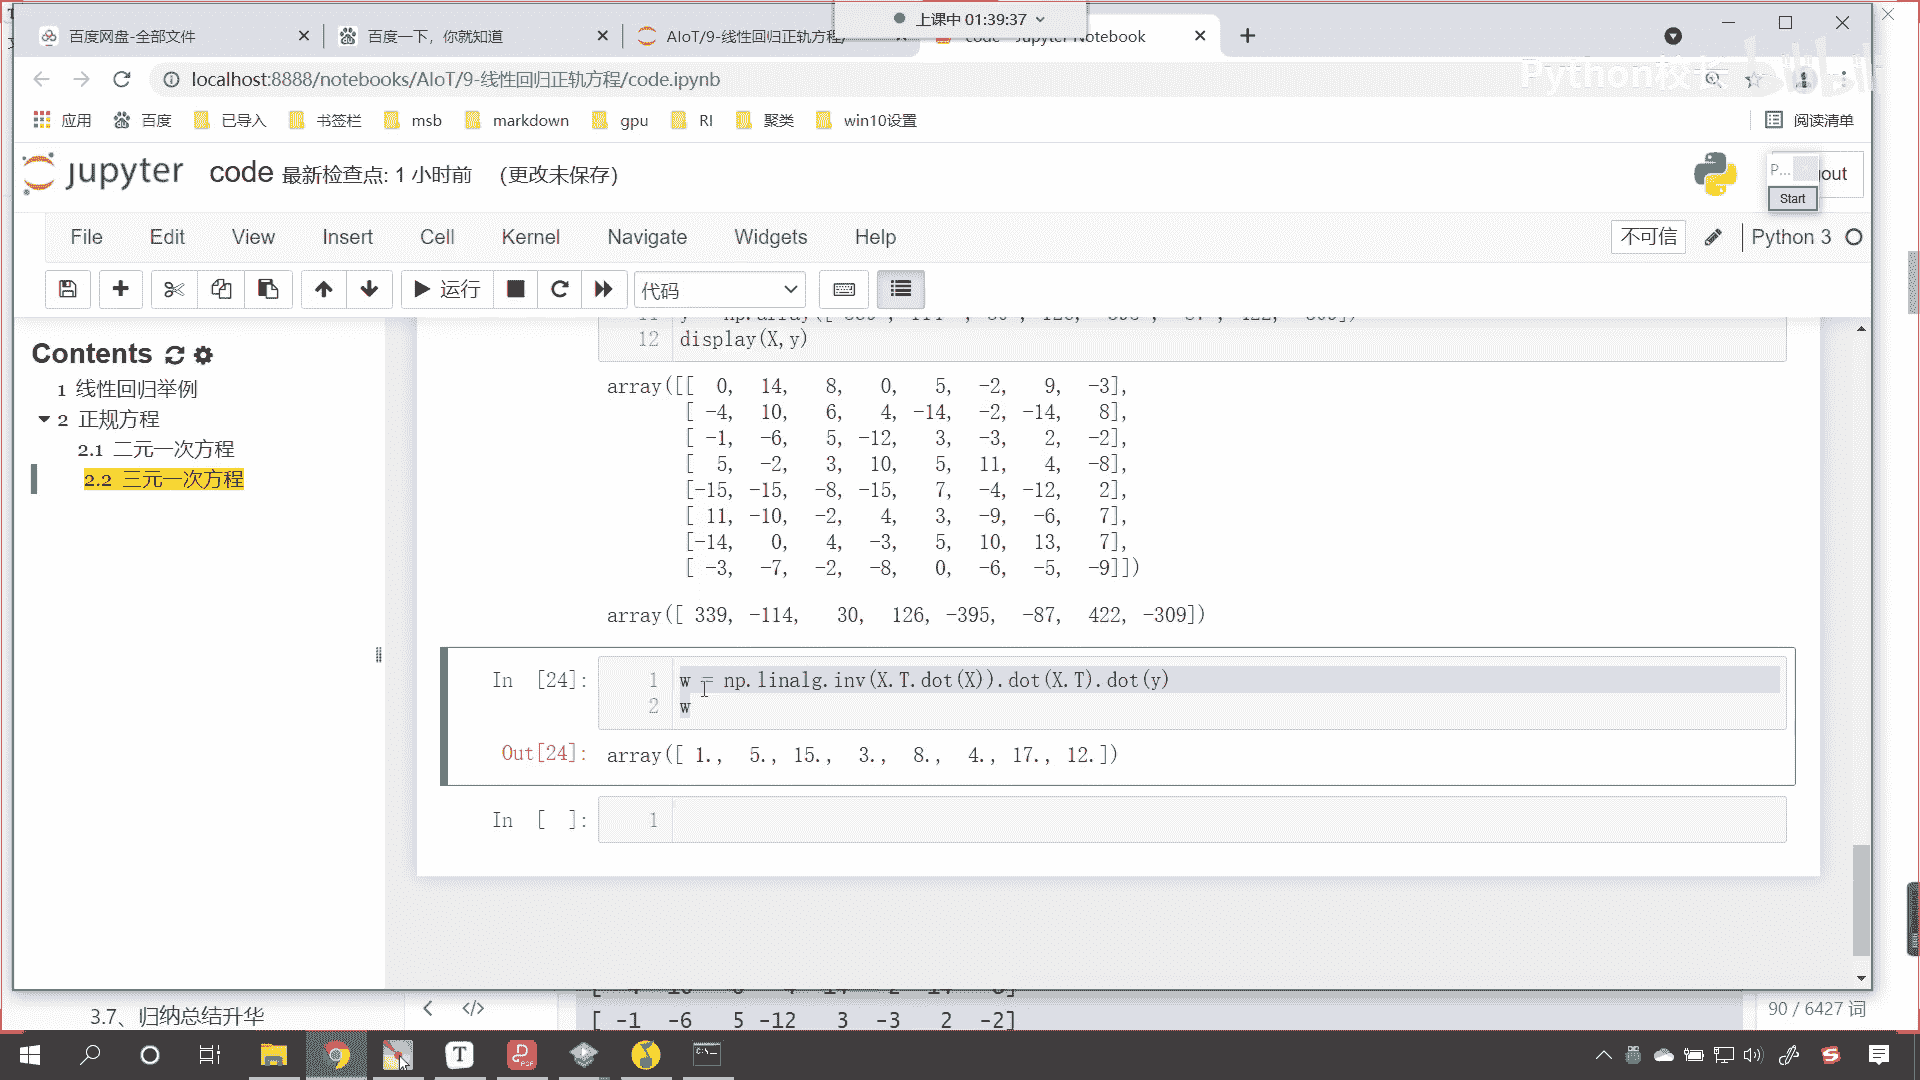 上课中 01:39:37
百度网盘-全部文件
百度一下，你就知道
AIoT/9-线性回归正轨方程/
code - Jupyter Notebook
localhost:8888/notebooks/AIoT/9-线性回归正轨方程/code.ipynb
Python校长
bilibili
应用
百度
已导入
书签栏
msb
markdown
gpu
RI
聚类
win10设置
阅读清单
jupyter
code 最新检查点: 1 小时前 (更改未保存)
P...
out
Start
File
Edit
View
Insert
Cell
Kernel
Navigate
Widgets
Help
不可信
Python 3
运行
代码
Contents
1 线性回归举例
2 正规方程
2.1 二元一次方程
2.2 三元一次方程
12 display(X,y)
array([[ 0, 14, 8, 0, 5, -2, 9, -3],
[ -4, 10, 6, 4, -14, -2, -14, 8],
[ -1, -6, 5, -12, 3, -3, 2, -2],
[ 5, -2, 3, 10, 5, 11, 4, -8],
[-15, -15, -8, -15, 7, -4, -12, 2],
[ 11, -10, -2, 4, 3, -9, -6, 7],
[-14, 0, 4, -3, 5, 10, 13, 7],
[ -3, -7, -2, -8, 0, -6, -5, -9]])
array([ 339, -114, 30, 126, -395, -87, 422, -309])
In [24]:
1 w = np.linalg.inv(X.T.dot(X)).dot(X.T).dot(y)
2 w
Out[24]: array([ 1., 5., 15., 3., 8., 4., 17., 12.])
In [ ]: 1
3.7、归纳总结升华
</>
[ -1 -6 5 -12 3 -3 2 -2]
90 / 6427 词